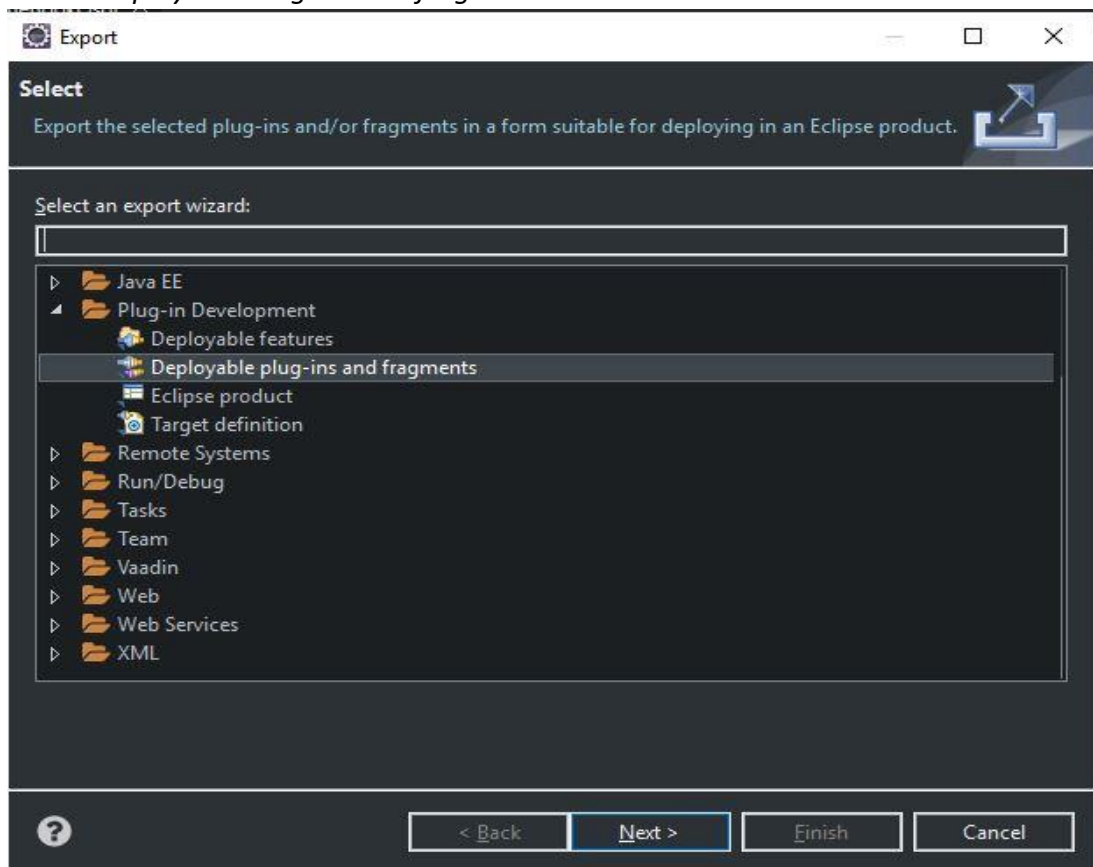 Export
Select
Export the selected plug-ins and/or fragments in a form suitable for deploying in an Eclipse product.
Select an export wizard:
Java EE
Plug-in Development
Deployable features
Deployable plug-ins and fragments
Eclipse product
Target definition
Remote Systems
Run/Debug
Tasks
Team
Vaadin
Web
Web Services
XML
< Back Next > Finish Cancel